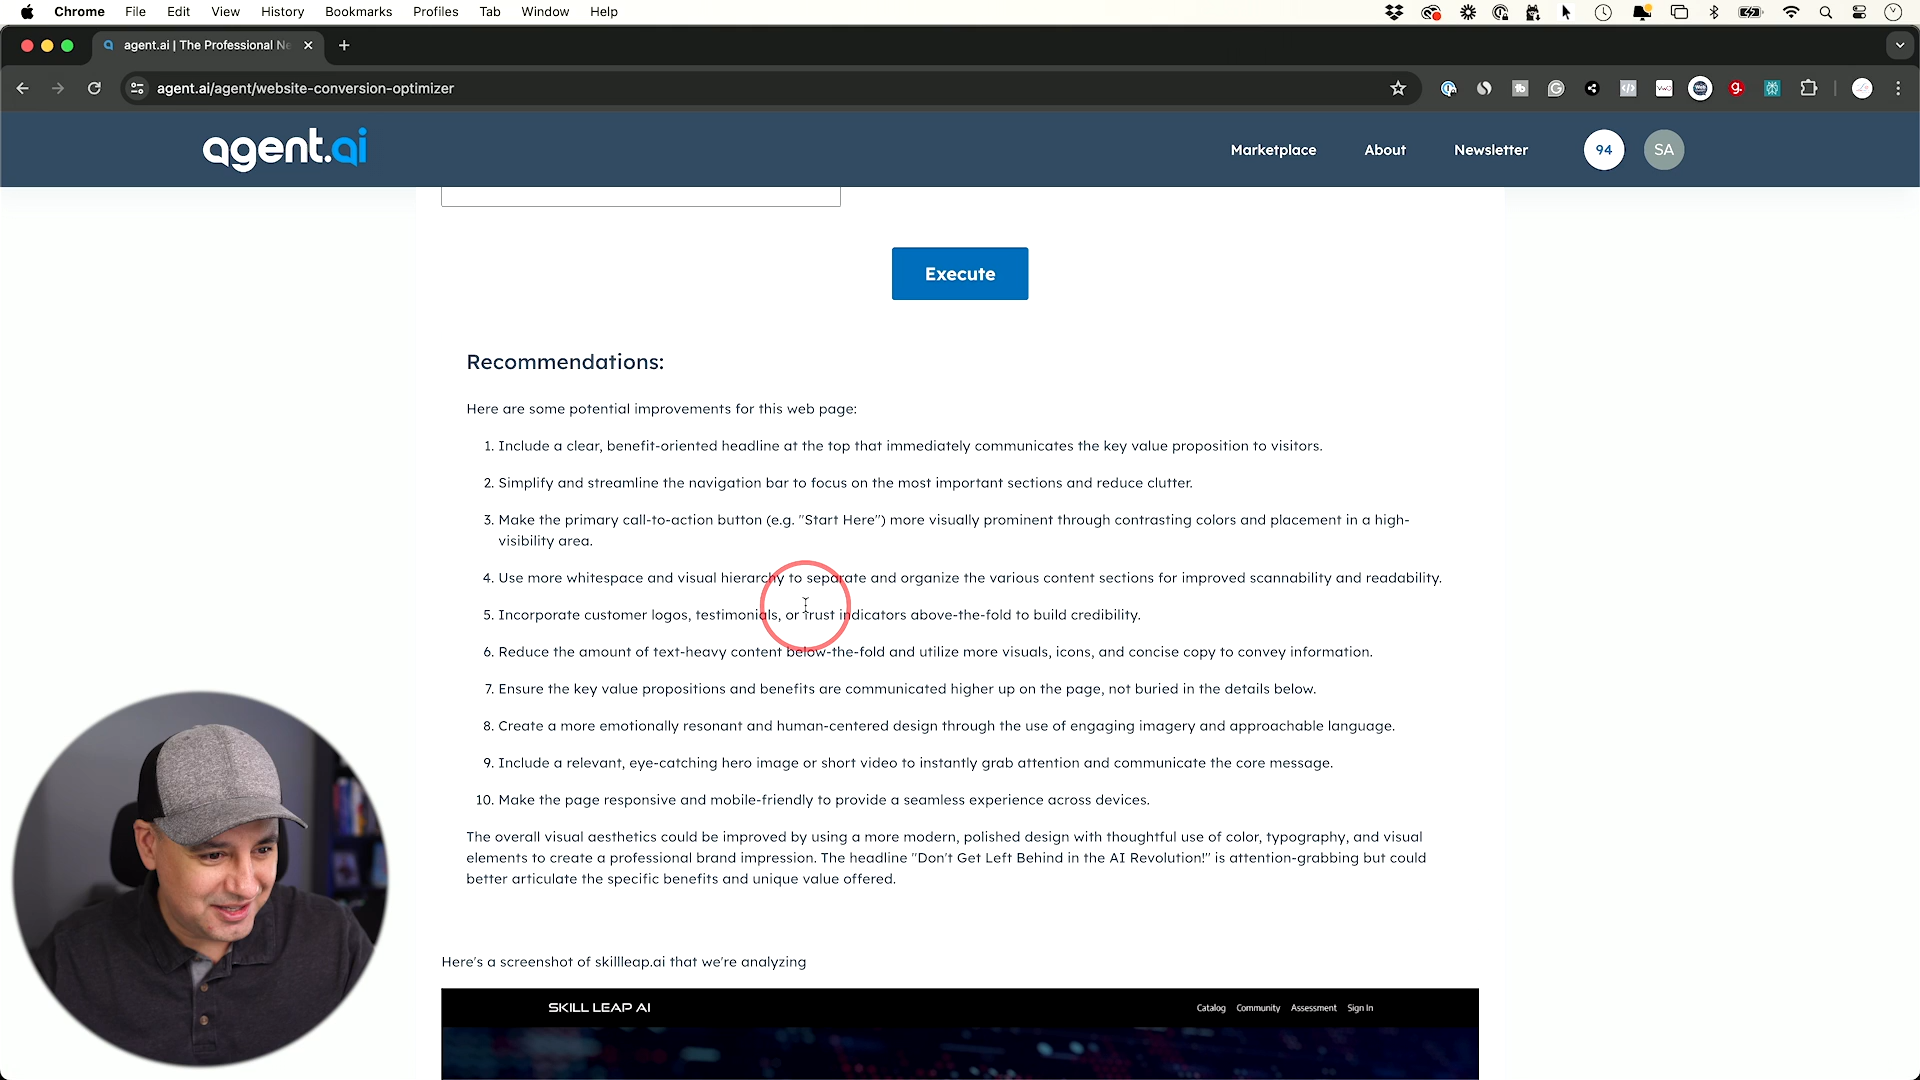 Chrome File Edit View History Bookmarks Profiles Tab Window Help
agent.ai | The Professional Ne
agent.ai/agent/website-conversion-optimizer
agent.ai
Marketplace About Newsletter 94 SA
Execute
Recommendations:
Here are some potential improvements for this web page:
1. Include a clear, benefit-oriented headline at the top that immediately communicates the key value proposition to visitors.
2. Simplify and streamline the navigation bar to focus on the most important sections and reduce clutter.
3. Make the primary call-to-action button (e.g. "Start Here") more visually prominent through contrasting colors and placement in a high-
visibility area.
4. Use more whitespace and visual hierarchy to separate and organize the various content sections for improved scannability and readability.
5. Incorporate customer logos, testimonials, or trust indicators above-the-fold to build credibility.
6. Reduce the amount of text-heavy content below-the-fold and utilize more visuals, icons, and concise copy to convey information.
7. Ensure the key value propositions and benefits are communicated higher up on the page, not buried in the details below.
8. Create a more emotionally resonant and human-centered design through the use of engaging imagery and approachable language.
9. Include a relevant, eye-catching hero image or short video to instantly grab attention and communicate the core message.
10. Make the page responsive and mobile-friendly to provide a seamless experience across devices.
The overall visual aesthetics could be improved by using a more modern, polished design with thoughtful use of color, typography, and visual
elements to create a professional brand impression. The headline "Don't Get Left Behind in the AI Revolution!" is attention-grabbing but could
better articulate the specific benefits and unique value offered.
Here's a screenshot of skillleap.ai that we're analyzing
SKILL LEAP AI
Catalog Community Assessment Sign In